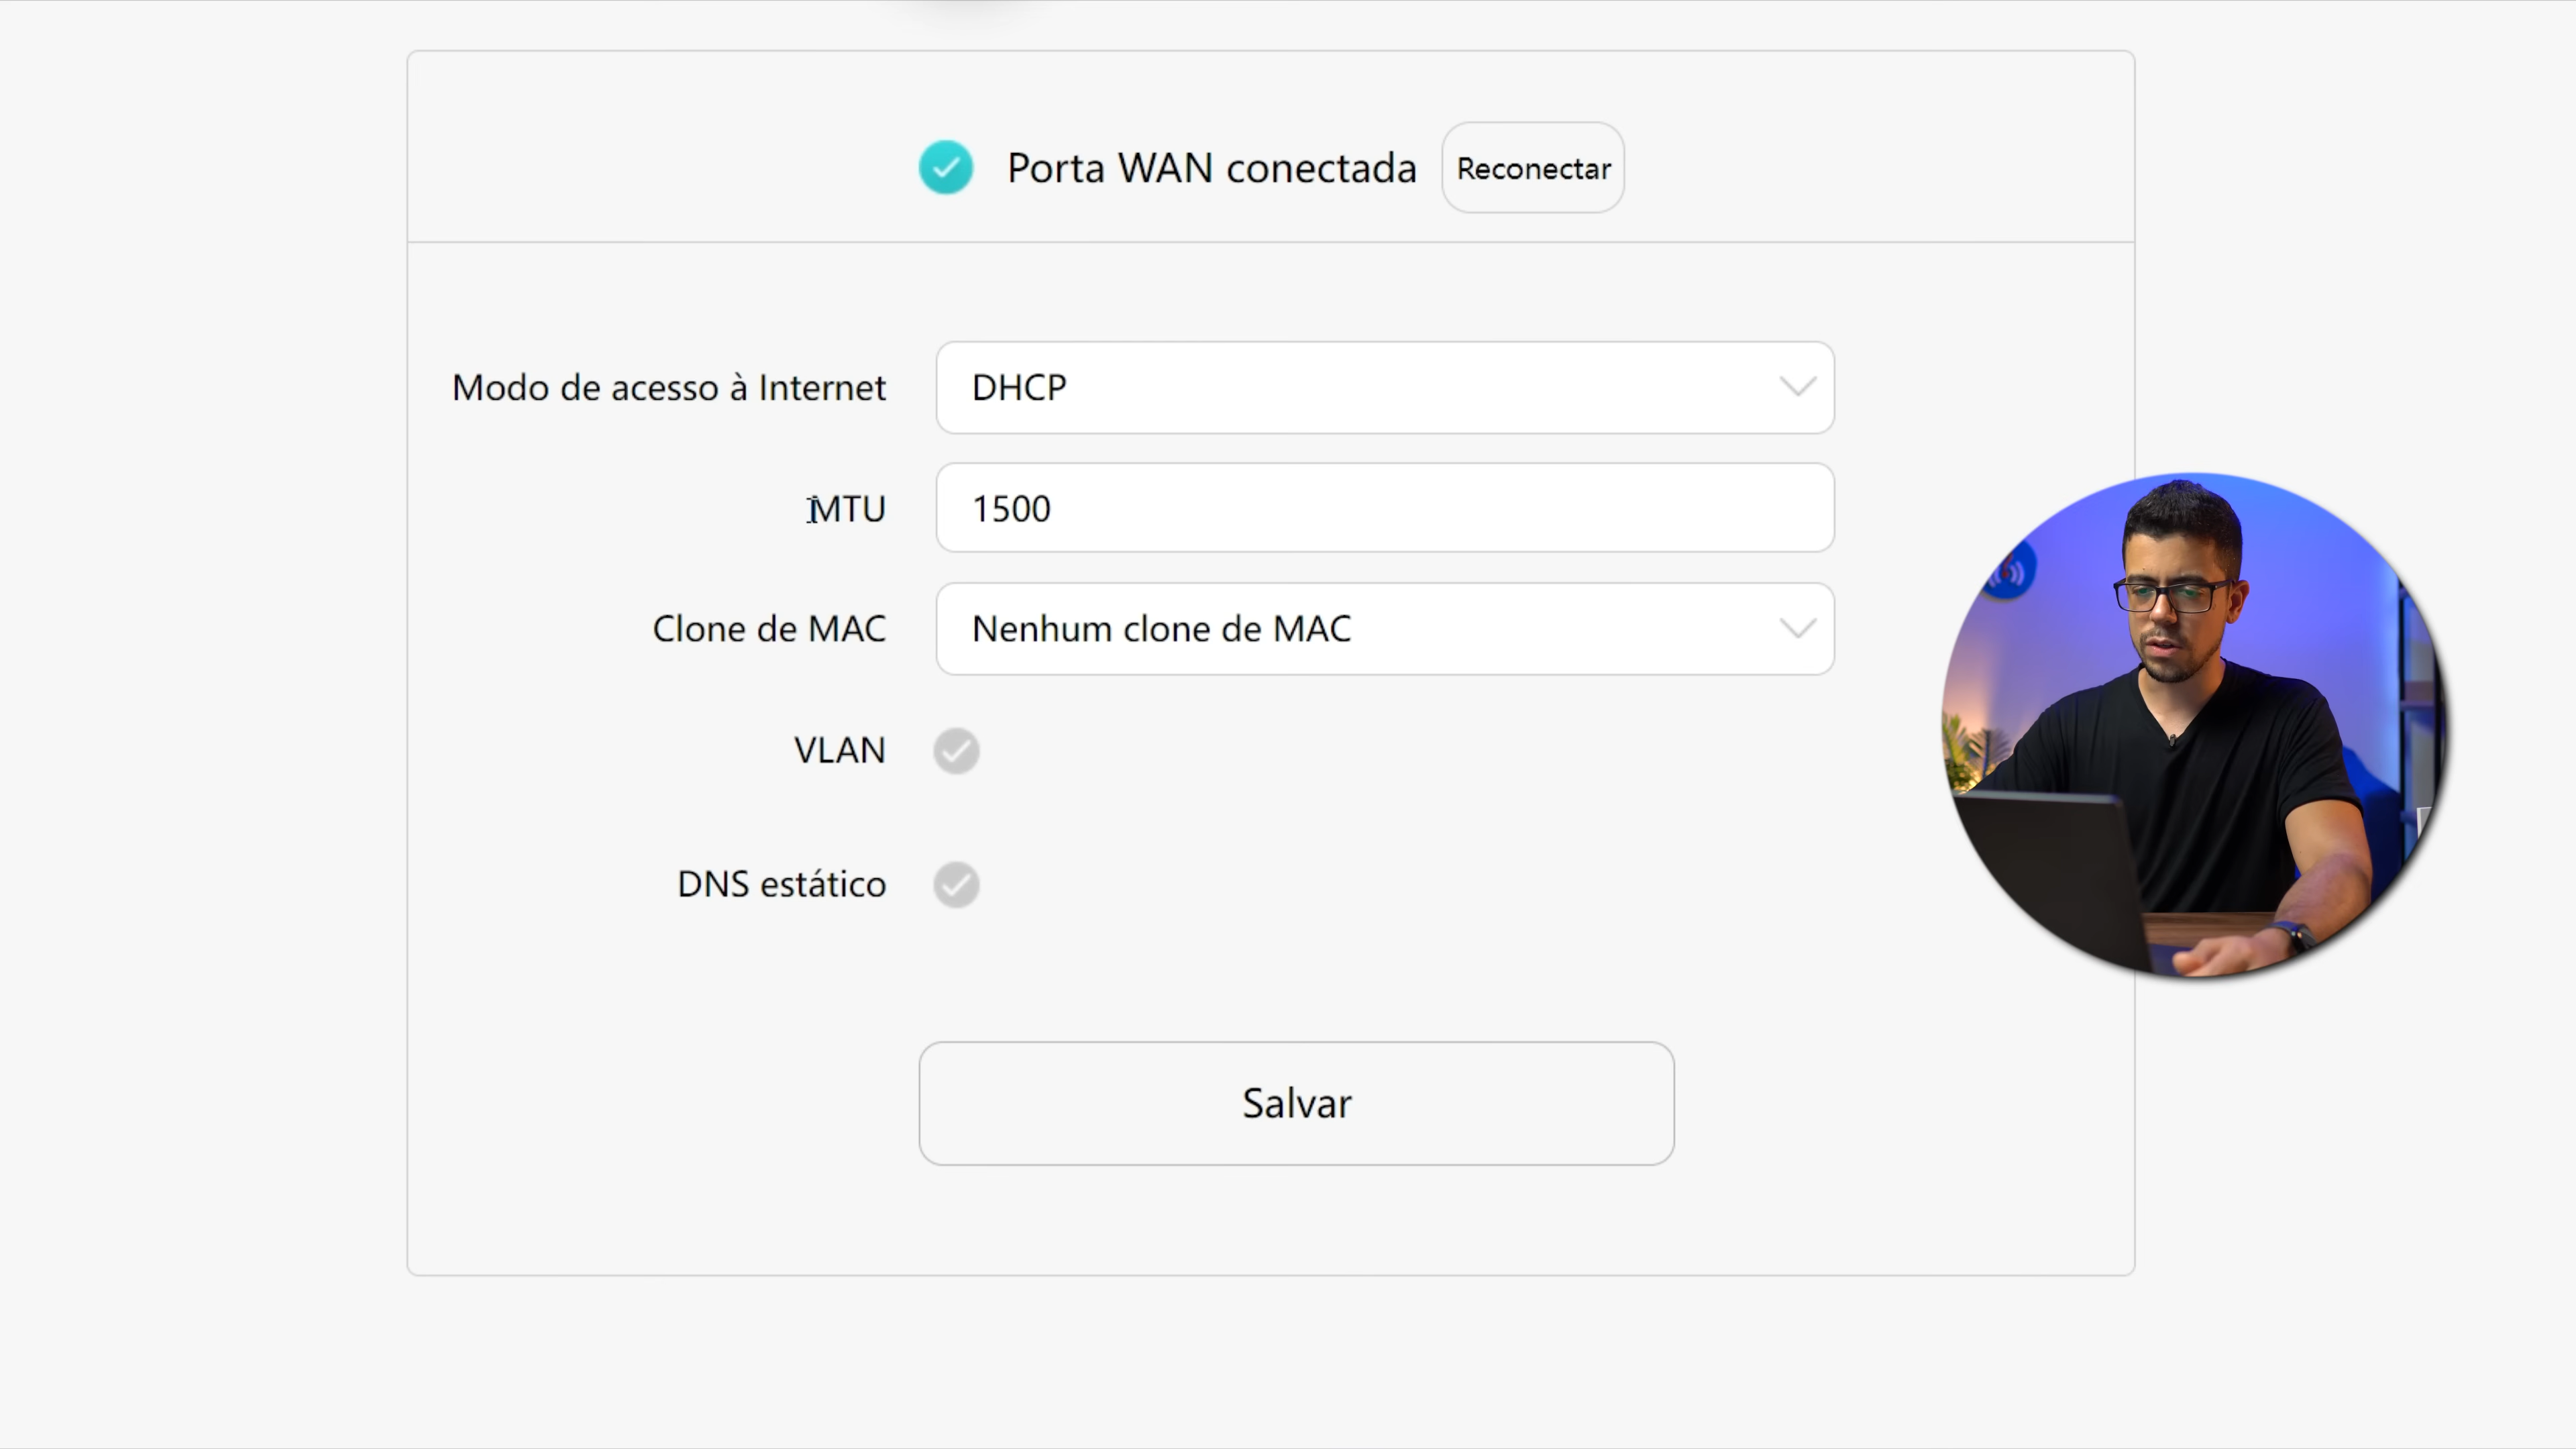 Porta WAN conectada
Reconectar
Modo de acesso à Internet
DHCP
MTU
1500
Clone de MAC
Nenhum clone de MAC
VLAN
DNS estático
Salvar